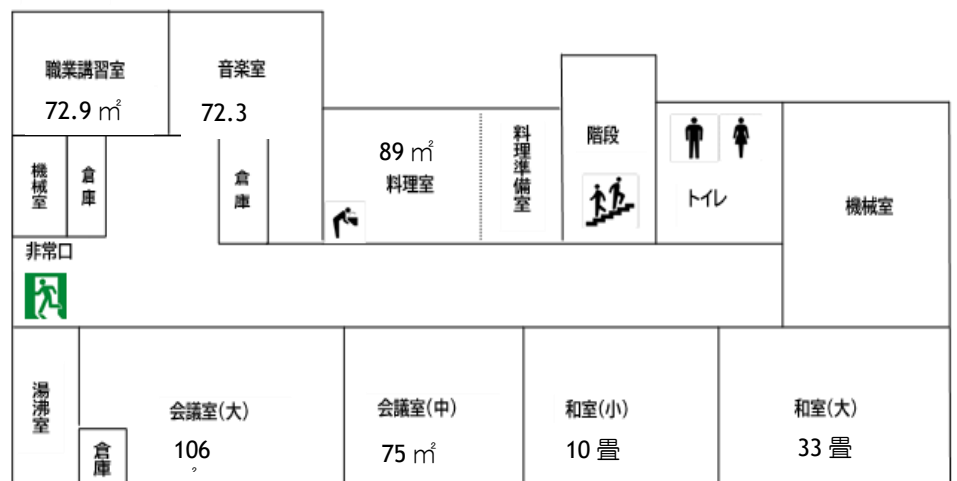 職業講習室
72.9 ㎡
音楽室
72.3
機械室
倉庫
倉庫
89 ㎡
料理室
料理準備室
階段
トイレ
機械室
非常口
湯沸室
倉庫
会議室(大)
106
会議室(中)
75 ㎡
和室(小)
10 畳
和室(大)
33 畳